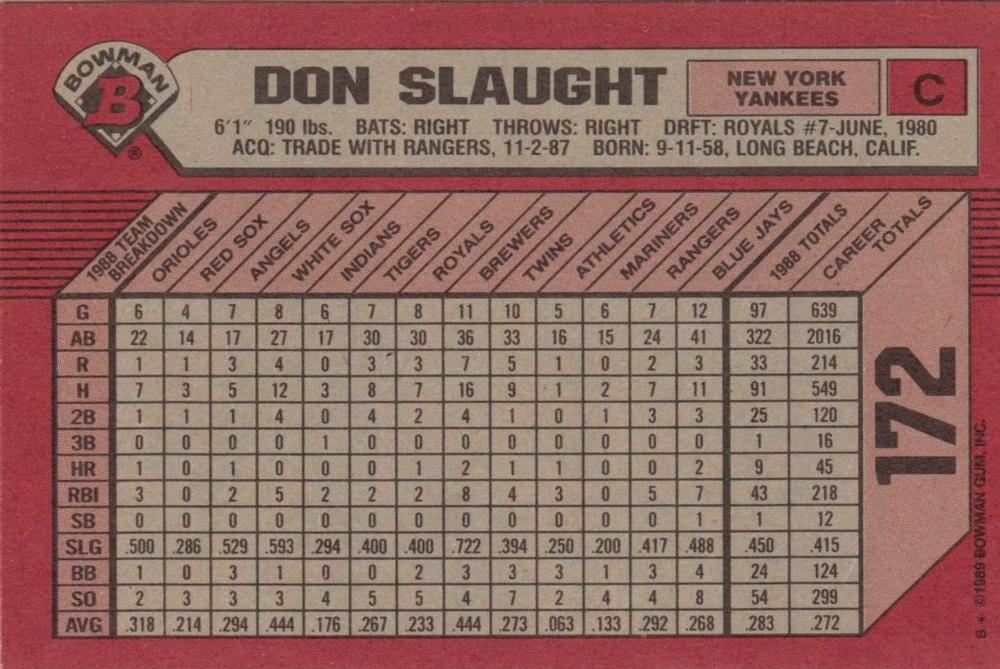 BOWMAN
B
®
DON SLAUGHT
NEW YORK
YANKEES
C
6'1" 190 lbs. BATS: RIGHT THROWS: RIGHT DRFT: ROYALS #7-JUNE, 1980
ACQ: TRADE WITH RANGERS, 11-2-87 BORN: 9-11-58, LONG BEACH, CALIF.
1988 TEAM
BREAKDOWN
ORIOLES
RED SOX
ANGELS
WHITE SOX
INDIANS
TIGERS
ROYALS
BREWERS
TWINS
ATHLETICS
MARINERS
RANGERS
BLUE JAYS
1988 TOTALS
CAREER
TOTALS
G 6 4 7 8 6 7 8 11 10 5 6 7 12 97 639
AB 22 14 17 27 17 30 30 36 33 16 15 24 41 322 2016
R 1 1 3 4 0 3 3 7 5 1 0 2 3 33 214
H 7 3 5 12 3 8 7 16 9 1 2 7 11 91 549
2B 1 1 1 4 0 4 2 4 1 0 1 3 3 25 120
3B 0 0 0 0 1 0 0 0 0 0 0 0 0 1 16
HR 1 0 1 0 0 0 1 2 1 1 0 0 2 9 45
RBI 3 0 2 5 2 2 2 8 4 3 0 5 7 43 218
SB 0 0 0 0 0 0 0 0 0 0 0 0 1 1 12
SLG .500 .286 .529 .593 .294 .400 .400 .722 .394 .250 .200 .417 .488 .450 .415
BB 1 0 3 1 0 0 2 3 3 3 1 3 4 24 124
SO 2 3 3 3 4 5 5 4 7 2 4 4 8 54 299
AVG .318 .214 .294 .444 .176 .267 .233 .444 .273 .063 .133 .292 .268 .283 .272
172
B * ©1989 BOWMAN GUM, INC.